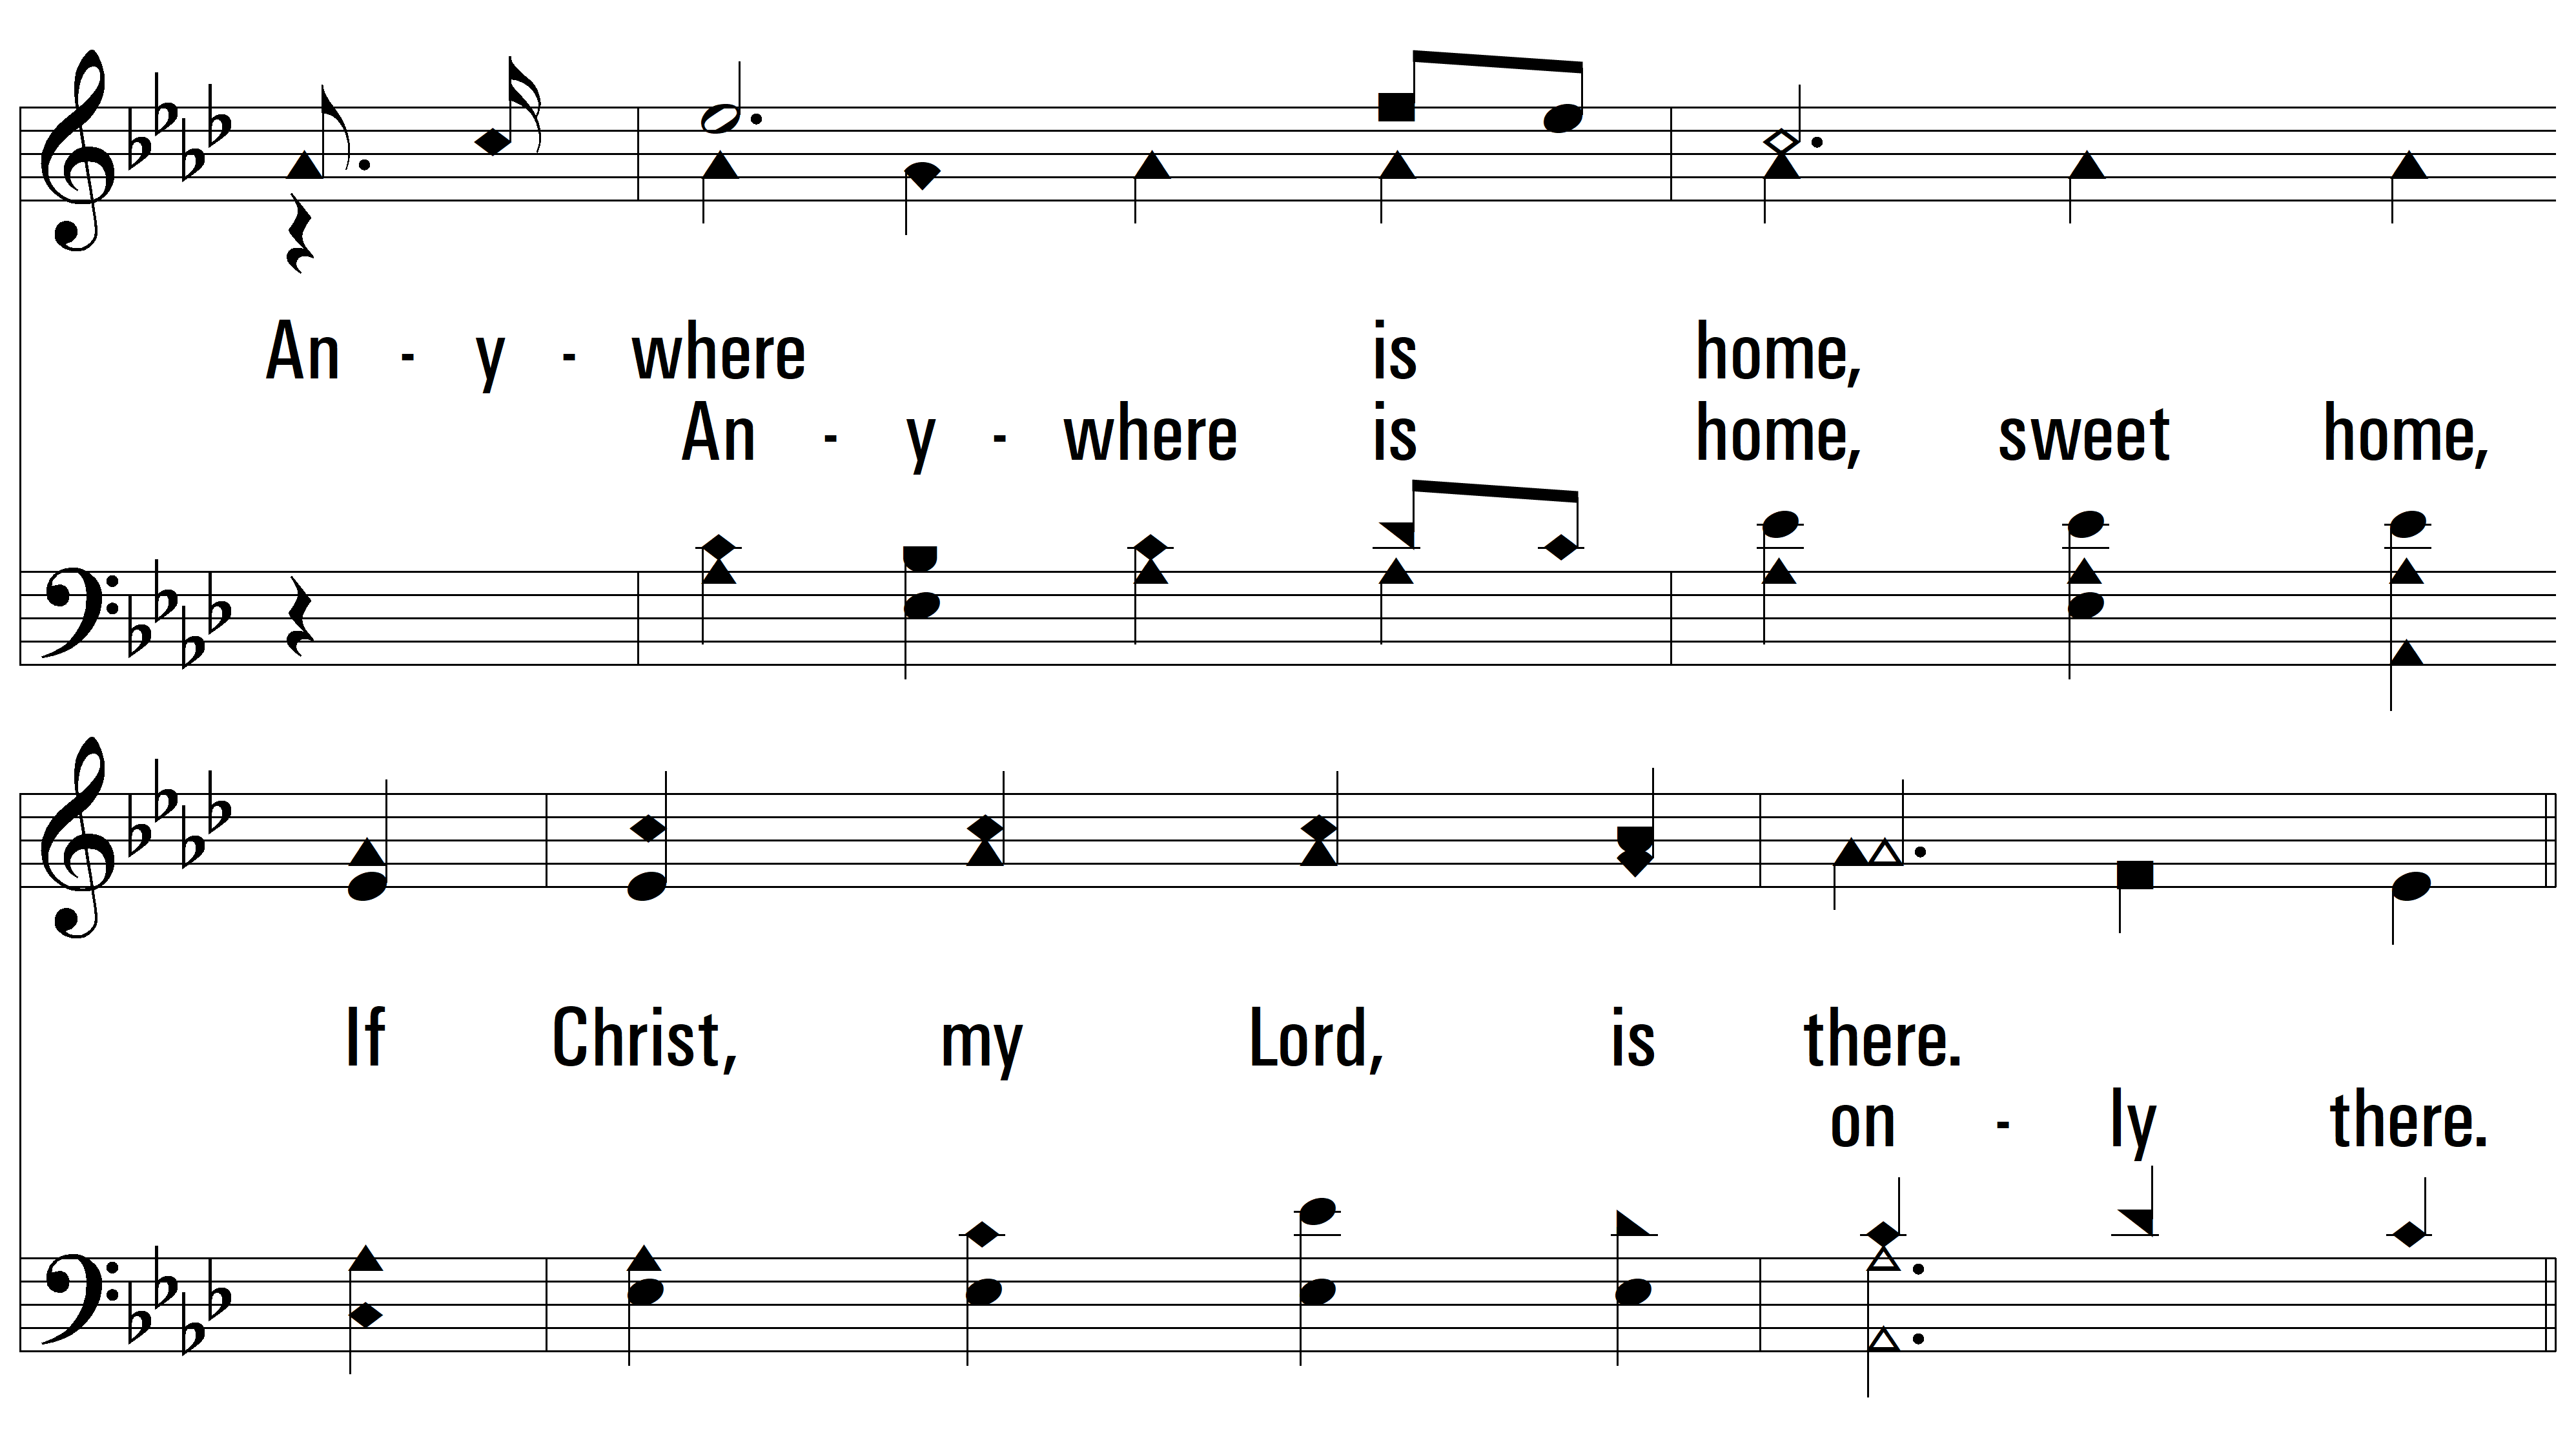 An - y - where is home,
An - y - where is home, sweet home,
If Christ, my Lord, is there.
on - ly there.